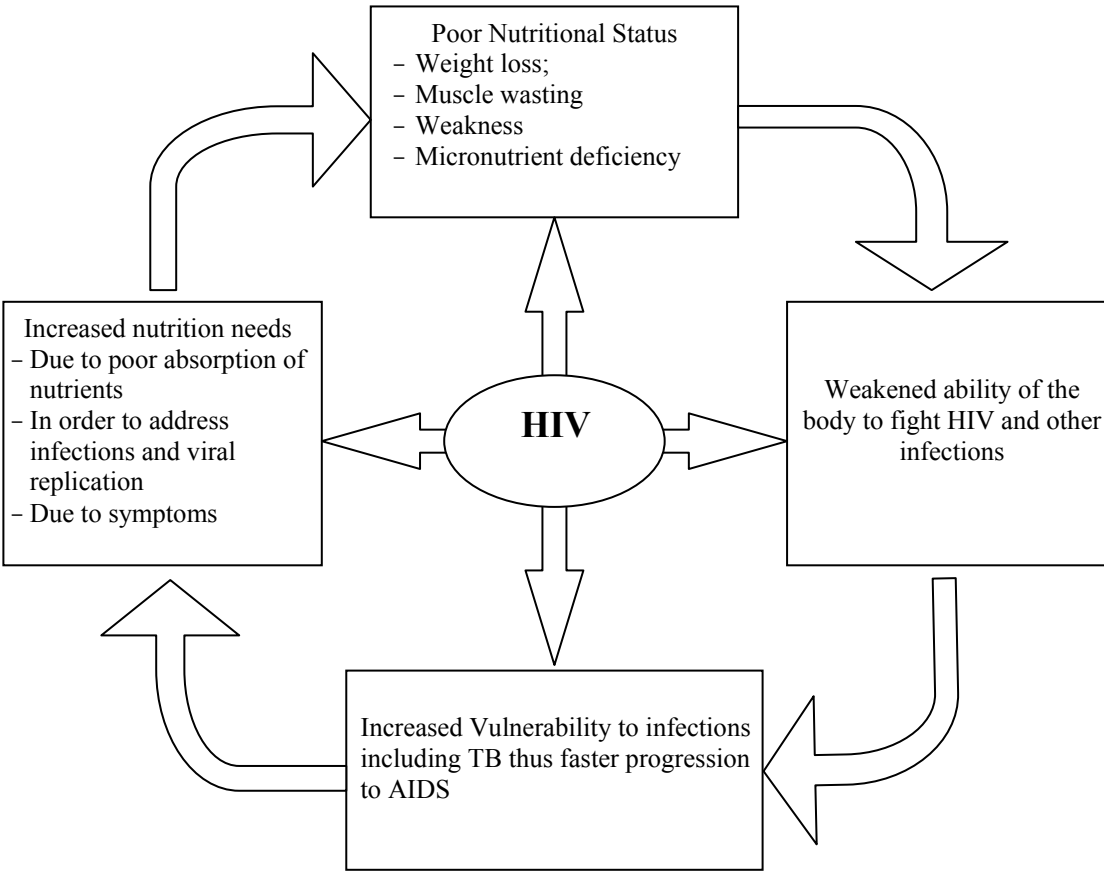 Poor Nutritional Status
– Weight loss;
– Muscle wasting
– Weakness
– Micronutrient deficiency
Increased nutrition needs
– Due to poor absorption of
nutrients
– In order to address
infections and viral
replication
– Due to symptoms
HIV
Weakened ability of the
body to fight HIV and other
infections
Increased Vulnerability to infections
including TB thus faster progression
to AIDS